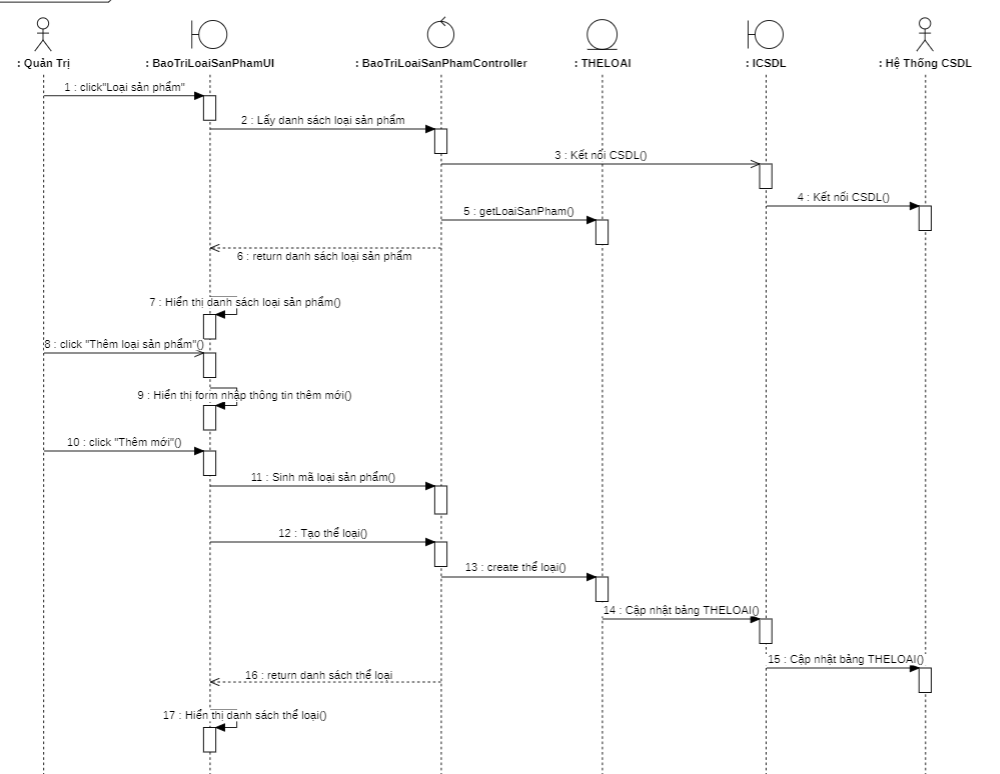 : Quản Trị
: BaoTriLoaiSanPhamUI
: BaoTriLoaiSanPhamController
: THELOAI
: ICSDL
: Hệ Thống CSDL
1 : click"Loại sản phẩm"
2 : Lấy danh sách loại sản phẩm
3 : Kết nối CSDL()
4 : Kết nối CSDL()
5 : getLoaiSanPham()
6 : return danh sách loại sản phẩm
7 : Hiển thị danh sách loại sản phẩm()
8 : click "Thêm loại sản phẩm"()
9 : Hiển thị form nhập thông tin thêm mới()
10 : click "Thêm mới"()
11 : Sinh mã loại sản phẩm()
12 : Tạo thể loại()
13 : create thể loại()
14 : Cập nhật bảng THELOAI()
15 : Cập nhật bảng THELOAI()
16 : return danh sách thể loại
17 : Hiển thị danh sách thể loại()